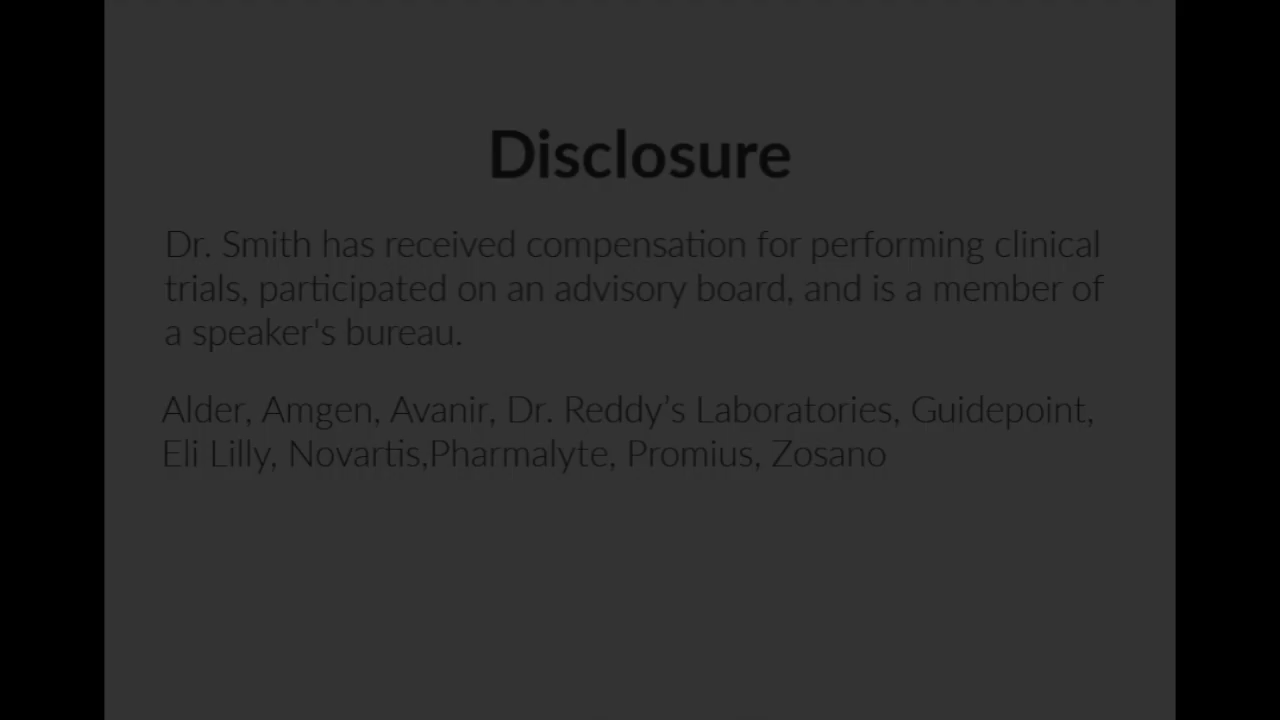 Disclosure
Dr. Smith has received compensation for performing clinical
trials, participated on an advisory board, and is a member of
a speaker's bureau.
Alder, Amgen, Avanir, Dr. Reddy’s Laboratories, Guidepoint,
Eli Lilly, Novartis,Pharmalyte, Promius, Zosano